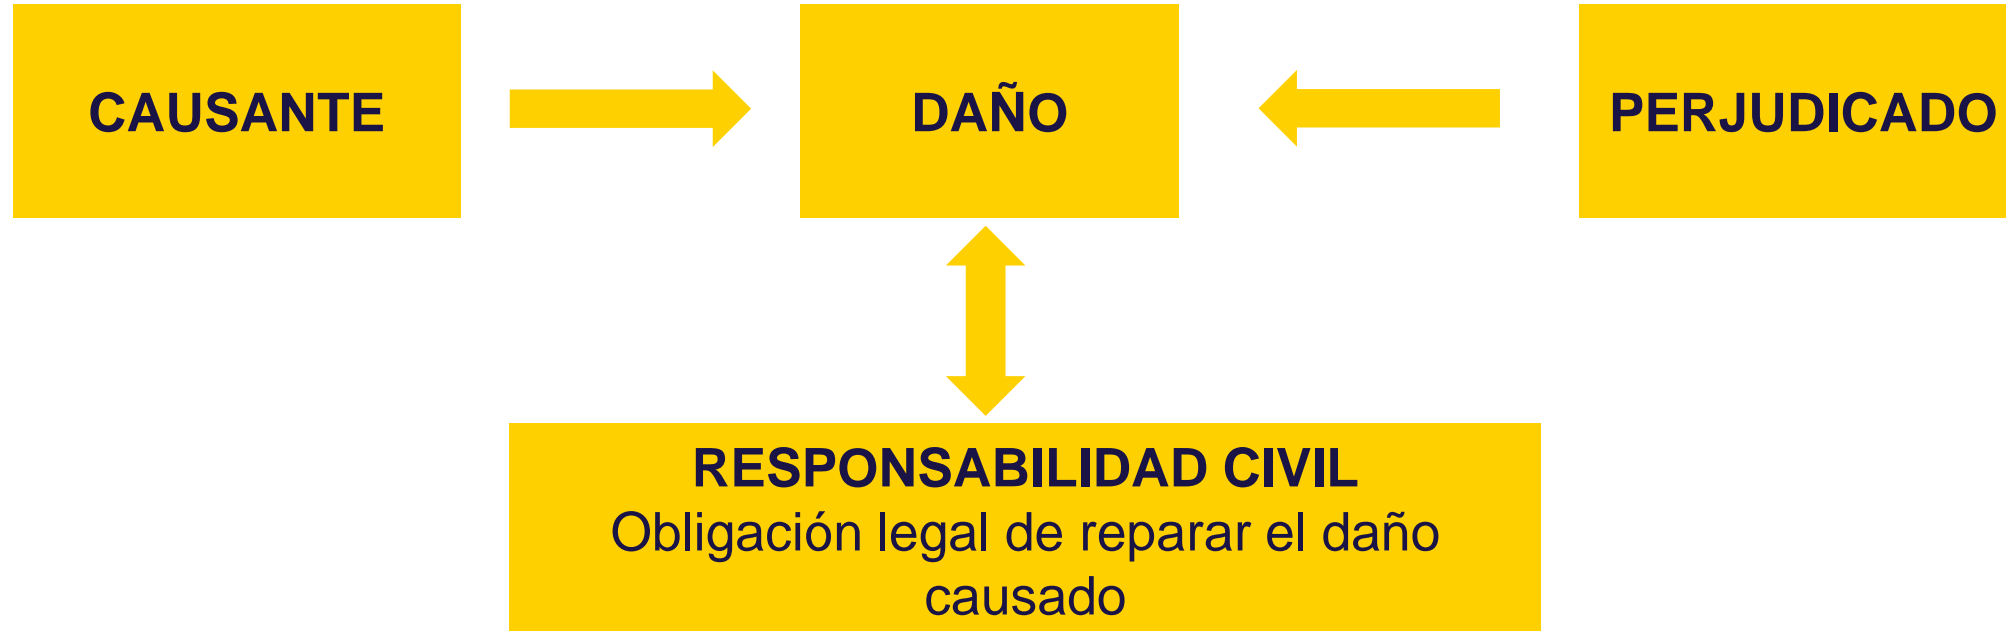 CAUSANTE
DAÑO
PERJUDICADO
RESPONSABILIDAD CIVIL
Obligación legal de reparar el daño
causado